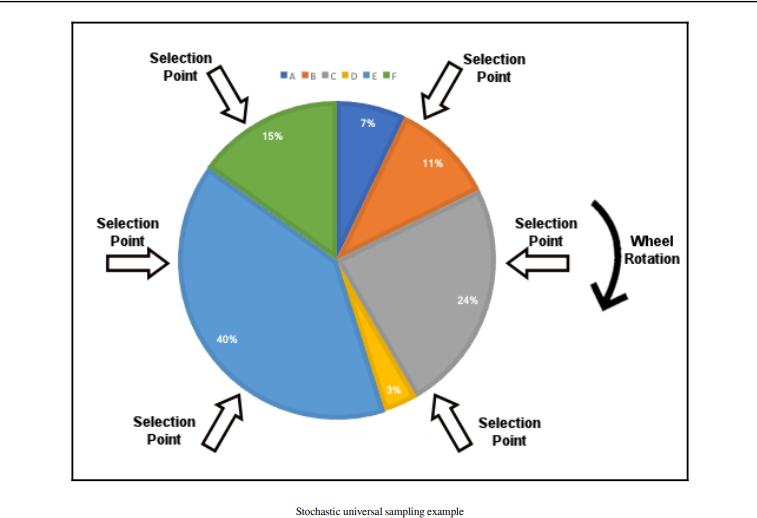 Selection
Point
Selection
Point
A B C D E F
7%
15%
11%
Selection
Point
Selection
Point
Wheel
Rotation
24%
40%
3%
Selection
Point
Selection
Point
Stochastic universal sampling example